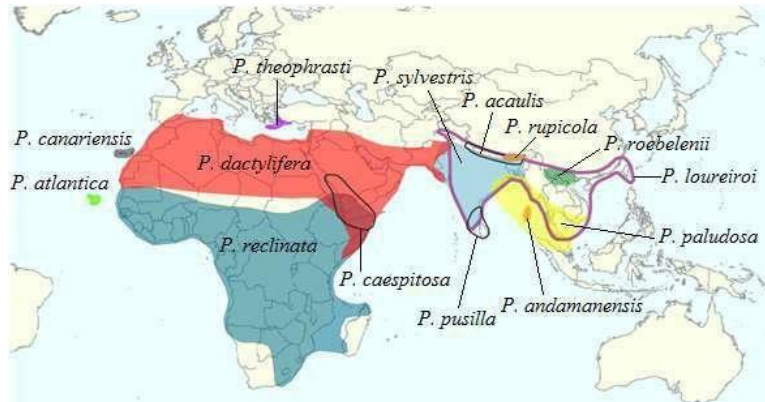 P. theophrasti
P. sylvestris
P. acaulis
P. rupicola
P. canariensis
P. roebelenii
P. dactylifera
P. loureiroi
P. atlantica
P. reclinata
P. paludosa
P. caespitosa
P. andamanensis
P. pusilla